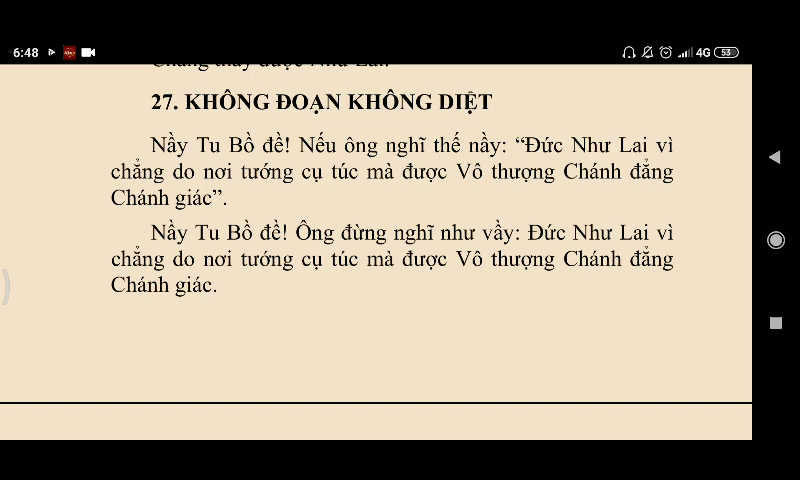 6:48
4G 53
27. KHÔNG ĐOẠN KHÔNG DIỆT
Nầy Tu Bồ đề! Nếu ông nghĩ thế nầy: “Đức Như Lai vì
chẳng do nơi tướng cụ túc mà được Vô thượng Chánh đẳng
Chánh giác”.
Nầy Tu Bồ đề! Ông đừng nghĩ như vầy: Đức Như Lai vì
chẳng do nơi tướng cụ túc mà được Vô thượng Chánh đẳng
Chánh giác.